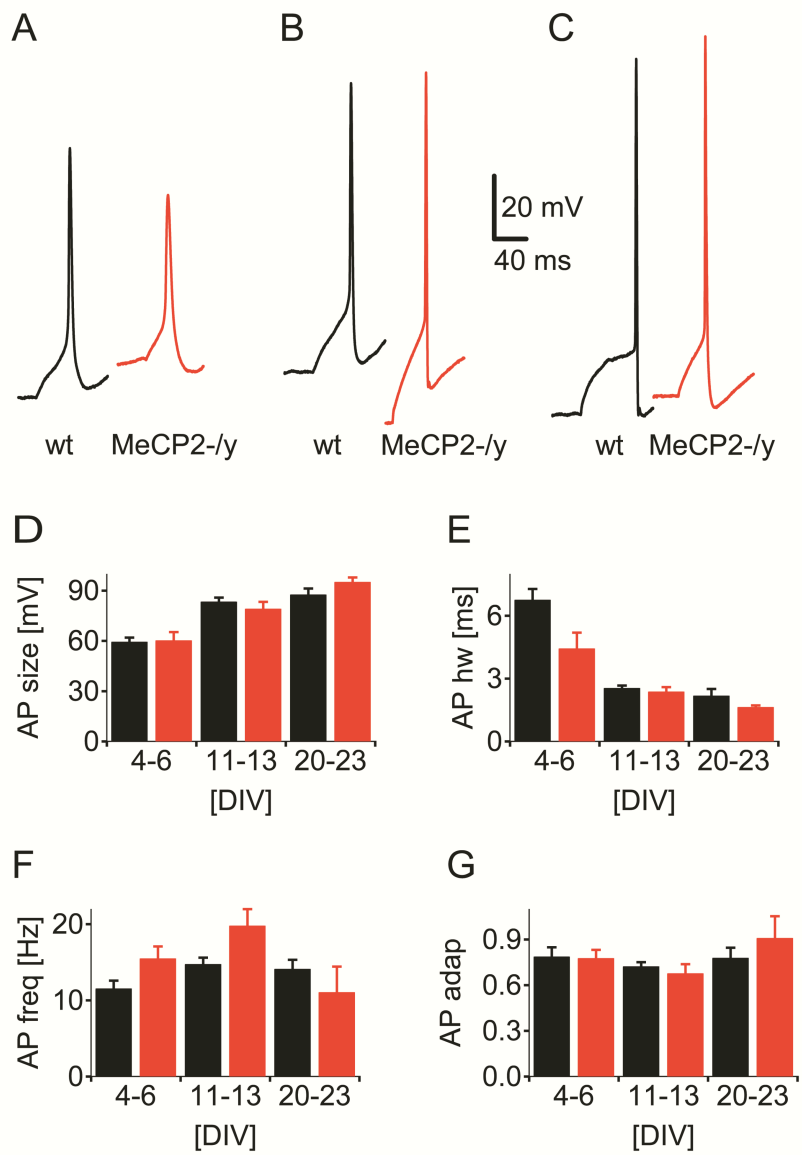 A B C
20 mV
40 ms
wt MeCP2-/y wt MeCP2-/y wt MeCP2-/y
D
AP size [mV]
90
60
30
0
4-6 11-13 20-23
[DIV]
E
AP hw [ms]
6
3
0
4-6 11-13 20-23
[DIV]
F
AP freq [Hz]
20
10
0
4-6 11-13 20-23
[DIV]
G
AP adap
0.9
0.6
0.3
0.0
4-6 11-13 20-23
[DIV]